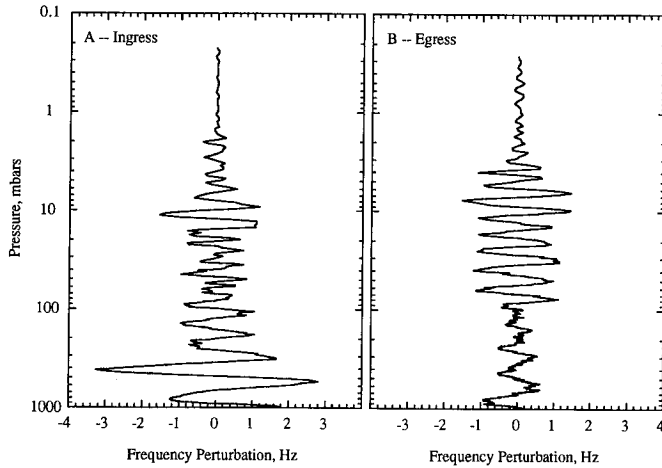 0.1
A -- Ingress
B -- Egress
1
Pressure, mbars
10
100
1000
-4 -3 -2 -1 0 1 2 3 4
-3 -2 -1 0 1 2 3 4
Frequency Perturbation, Hz
Frequency Perturbation, Hz